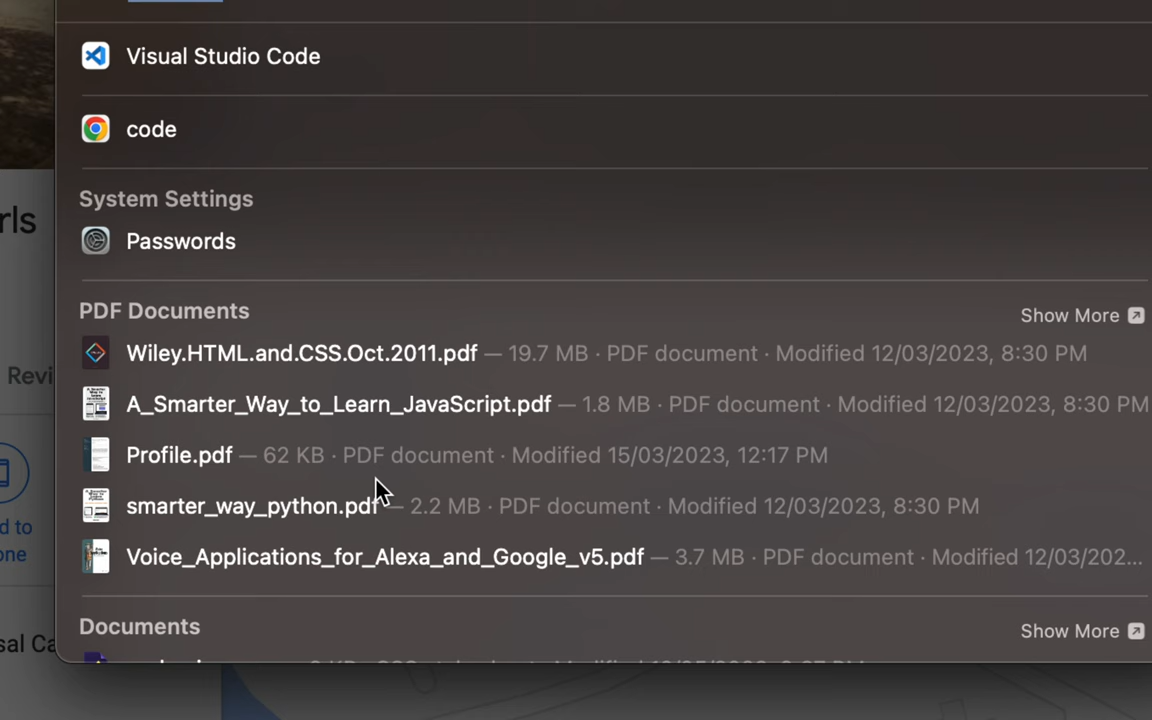 Visual Studio Code
code
System Settings
rls
Passwords
PDF Documents
Show More
Wiley.HTML.and.CSS.Oct.2011.pdf — 19.7 MB · PDF document · Modified 12/03/2023, 8:30 PM
Revi
A_Smarter_Way_to_Learn_JavaScript.pdf — 1.8 MB · PDF document · Modified 12/03/2023, 8:30 PM
Profile.pdf — 62 KB · PDF document · Modified 15/03/2023, 12:17 PM
smarter_way_python.pdf — 2.2 MB · PDF document · Modified 12/03/2023, 8:30 PM
d to
one
Voice_Applications_for_Alexa_and_Google_v5.pdf — 3.7 MB · PDF document · Modified 12/03/202...
Documents
Show More
sal Ca